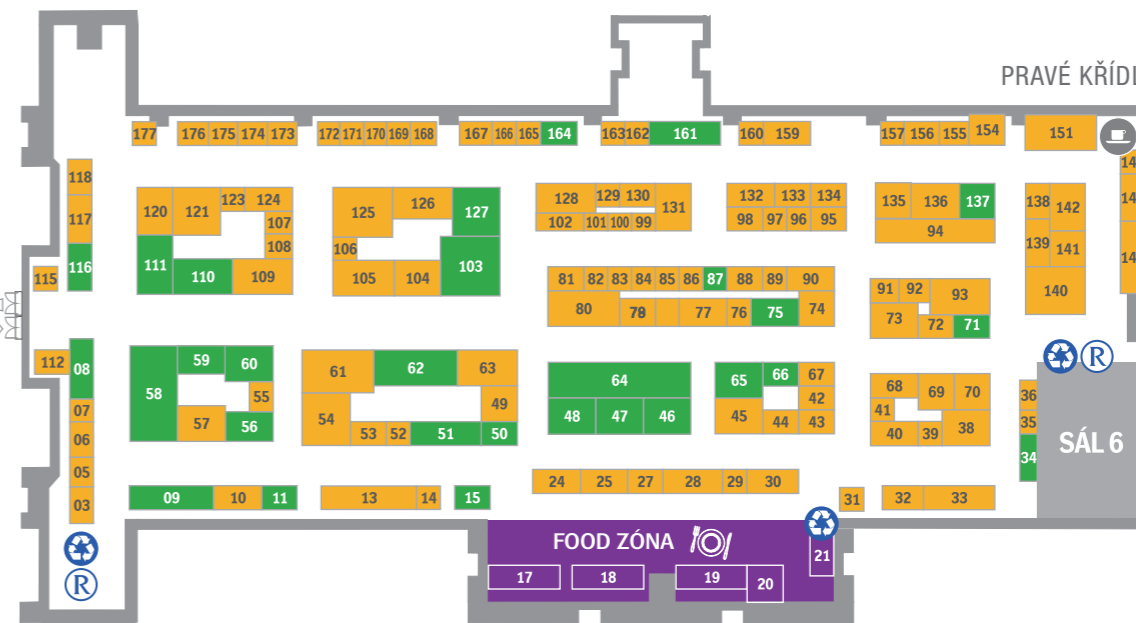 PRAVÉ KŘÍDL
177 176 175 174 173 172 171 170 169 168 167 166 165 164 163 162 161 160 159 157 156 155 154 151
118 123 124 129 130 14
120 121 125 126 127 128 131 132 133 134 135 136 137 138 142 14
117 107 102 101 100 99 98 97 96 95 94
116 111 110 108 109 106 105 104 103 139 141 14
115 81 82 83 84 85 86 87 88 89 90 91 92 93 140
80 79 78 77 76 75 74 73 72 71
112 08 59 60 61 62 63 64 65 66 67 68 69 70 R
07 58 57 55 56 54 49 48 47 46 45 42 41 38 36
06 53 52 51 50 44 43 40 39 35 SÁL 6
05 24 25 27 28 29 30 34
03 09 10 11 13 14 15 31 32 33
FOOD ZÓNA
R 17 18 19 20 21